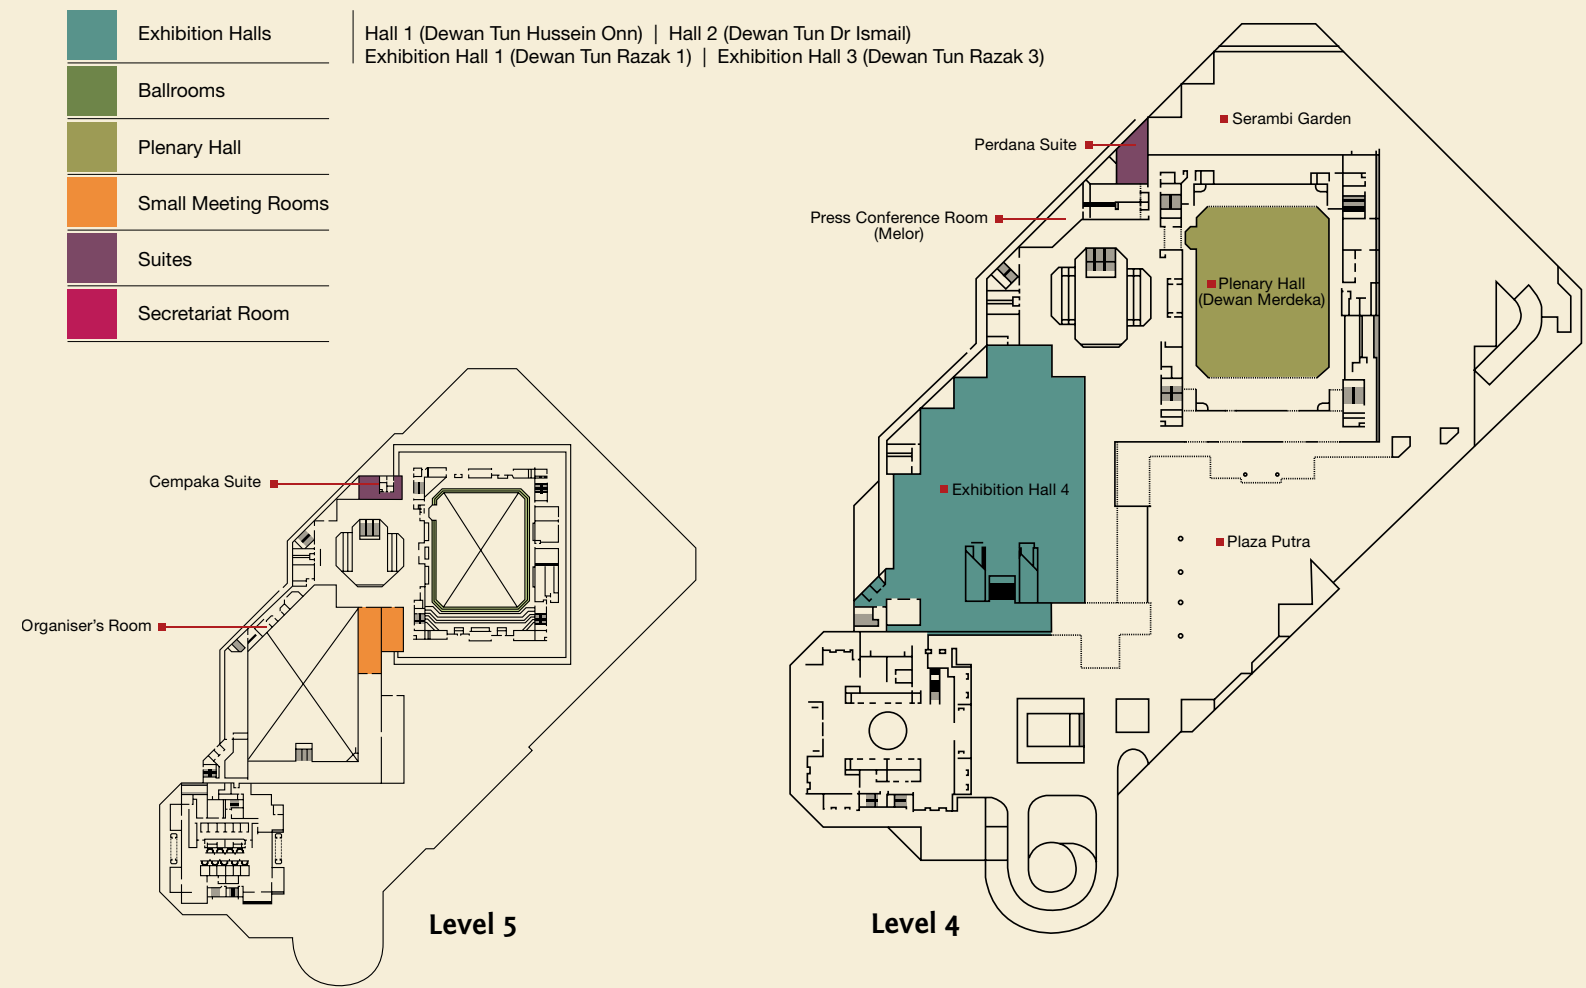 Exhibition Halls
Hall 1 (Dewan Tun Hussein Onn) | Hall 2 (Dewan Tun Dr Ismail)
Exhibition Hall 1 (Dewan Tun Razak 1) | Exhibition Hall 3 (Dewan Tun Razak 3)
Ballrooms
Plenary Hall
Small Meeting Rooms
Suites
Secretariat Room
Serambi Garden
Perdana Suite
Press Conference Room
(Melor)
Plenary Hall
(Dewan Merdeka)
Exhibition Hall 4
Plaza Putra
Level 4
Cempaka Suite
Organiser's Room
Level 5